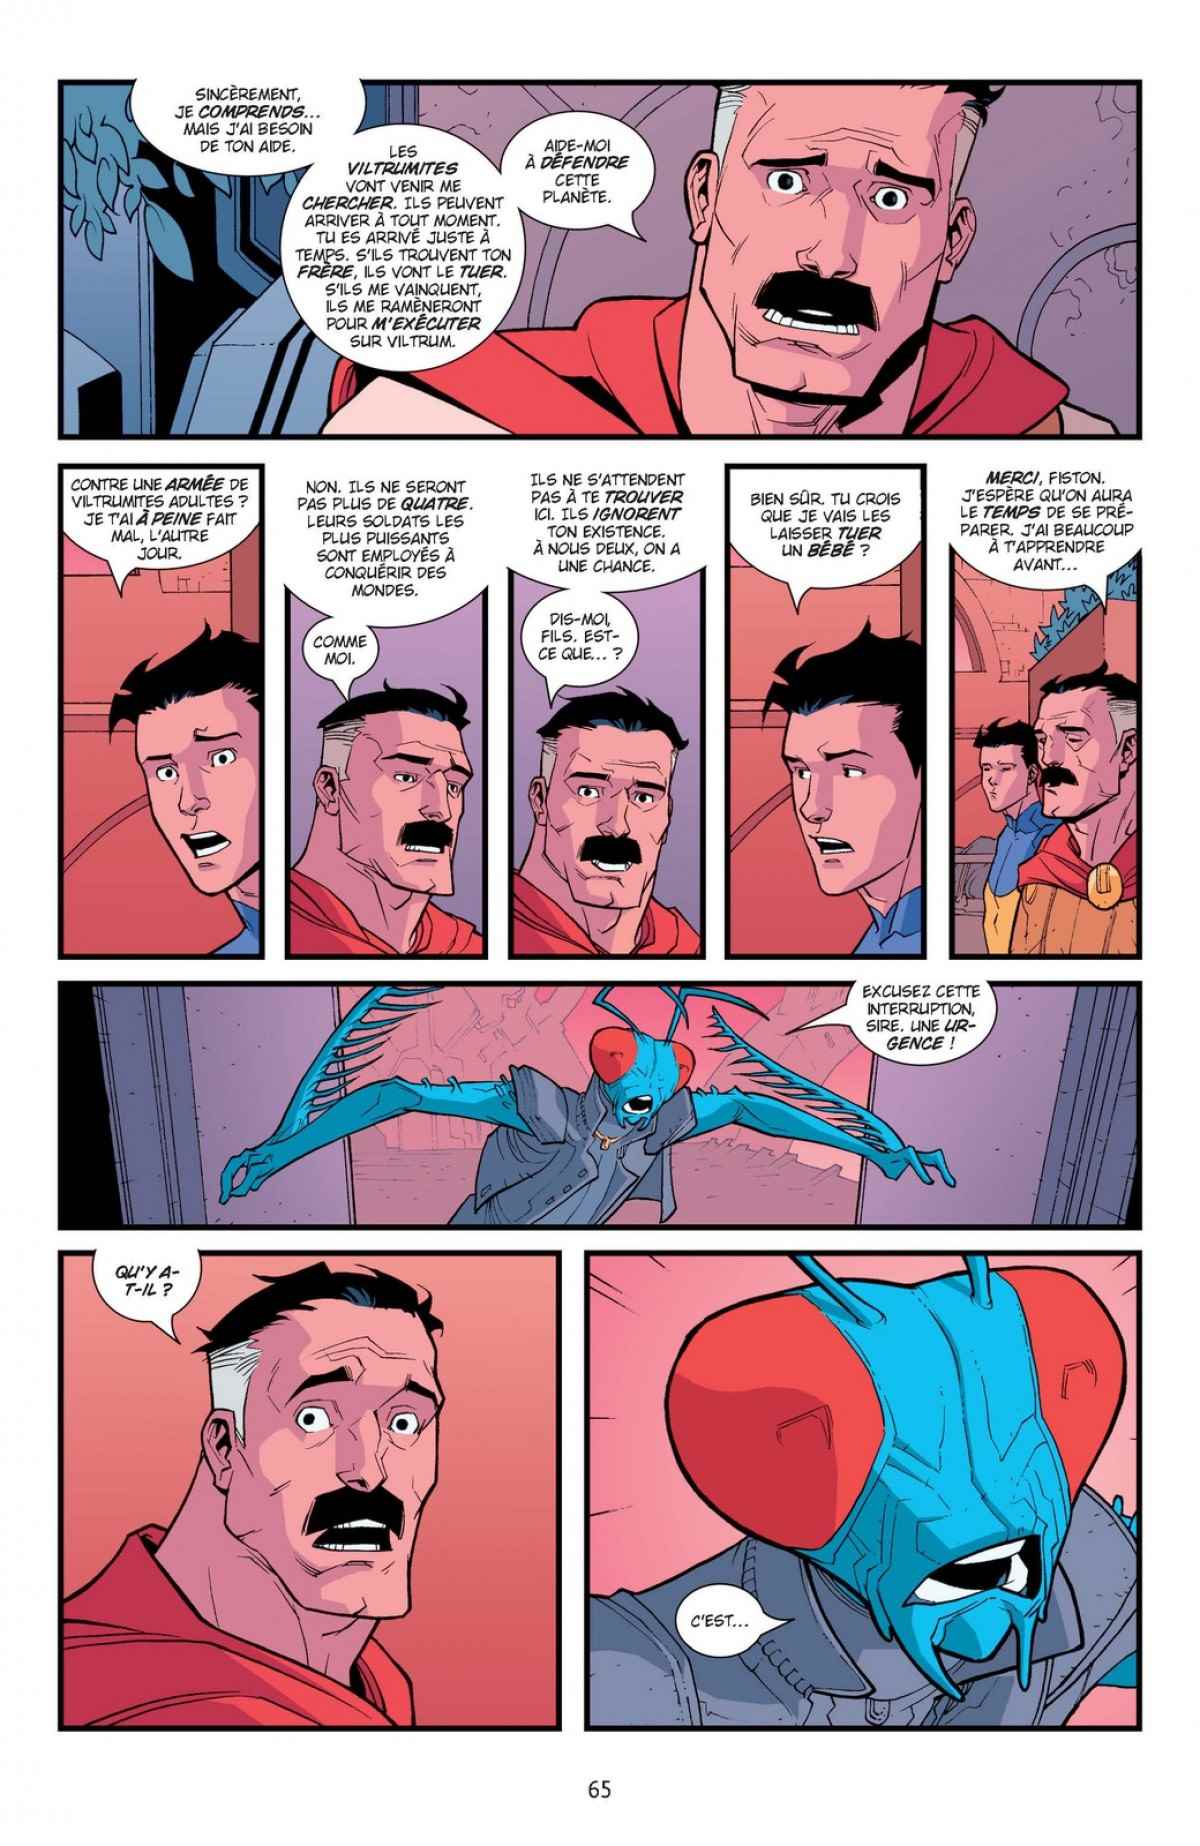 SINCÈREMENT,
JE COMPRENDS...
MAIS J'AI BESOIN
DE TON AIDE.
LES
VILTRUMITES
VONT VENIR ME
CHERCHER. ILS PEUVENT
ARRIVER À TOUT MOMENT.
TU ES ARRIVÉ JUSTE À
TEMPS. S'ILS TROUVENT TON
FRÈRE, ILS VONT LE TUER.
S'ILS ME VAINQUENT,
ILS ME RAMÈNERONT
POUR M'EXÉCUTER
SUR VILTRUM.
AIDE-MOI
À DÉFENDRE
CETTE
PLANÈTE.
CONTRE UNE ARMÉE DE
VILTRUMITES ADULTES ?
JE T'AI À PEINE FAIT
MAL, L'AUTRE
JOUR.
NON. ILS NE SERONT
PAS PLUS DE QUATRE.
LEURS SOLDATS LES
PLUS PUISSANTS
SONT EMPLOYÉS À
CONQUÉRIR DES
MONDES.
COMME
MOI.
ILS NE S'ATTENDENT
PAS À TE TROUVER
ICI. ILS IGNORENT
TON EXISTENCE.
À NOUS DEUX, ON A
UNE CHANCE.
DIS-MOI,
FILS. EST-
CE QUE... ?
BIEN SÛR. TU CROIS
QUE JE VAIS LES
LAISSER TUER
UN BÉBÉ ?
MERCI, FISTON.
J'ESPÈRE QU'ON AURA
LE TEMPS DE SE PRÉ-
PARER. J'AI BEAUCOUP
À T'APPRENDRE
AVANT...
EXCUSEZ CETTE
INTERRUPTION,
SIRE. UNE UR-
GENCE !
QU'Y A-
T-IL ?
C'EST...
65